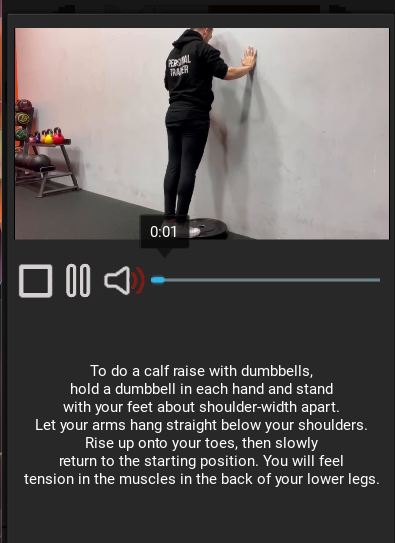 PERSONAL
TRAINER
0:01
To do a calf raise with dumbbells,
hold a dumbbell in each hand and stand
with your feet about shoulder-width apart.
Let your arms hang straight below your shoulders.
Rise up onto your toes, then slowly
return to the starting position. You will feel
tension in the muscles in the back of your lower legs.